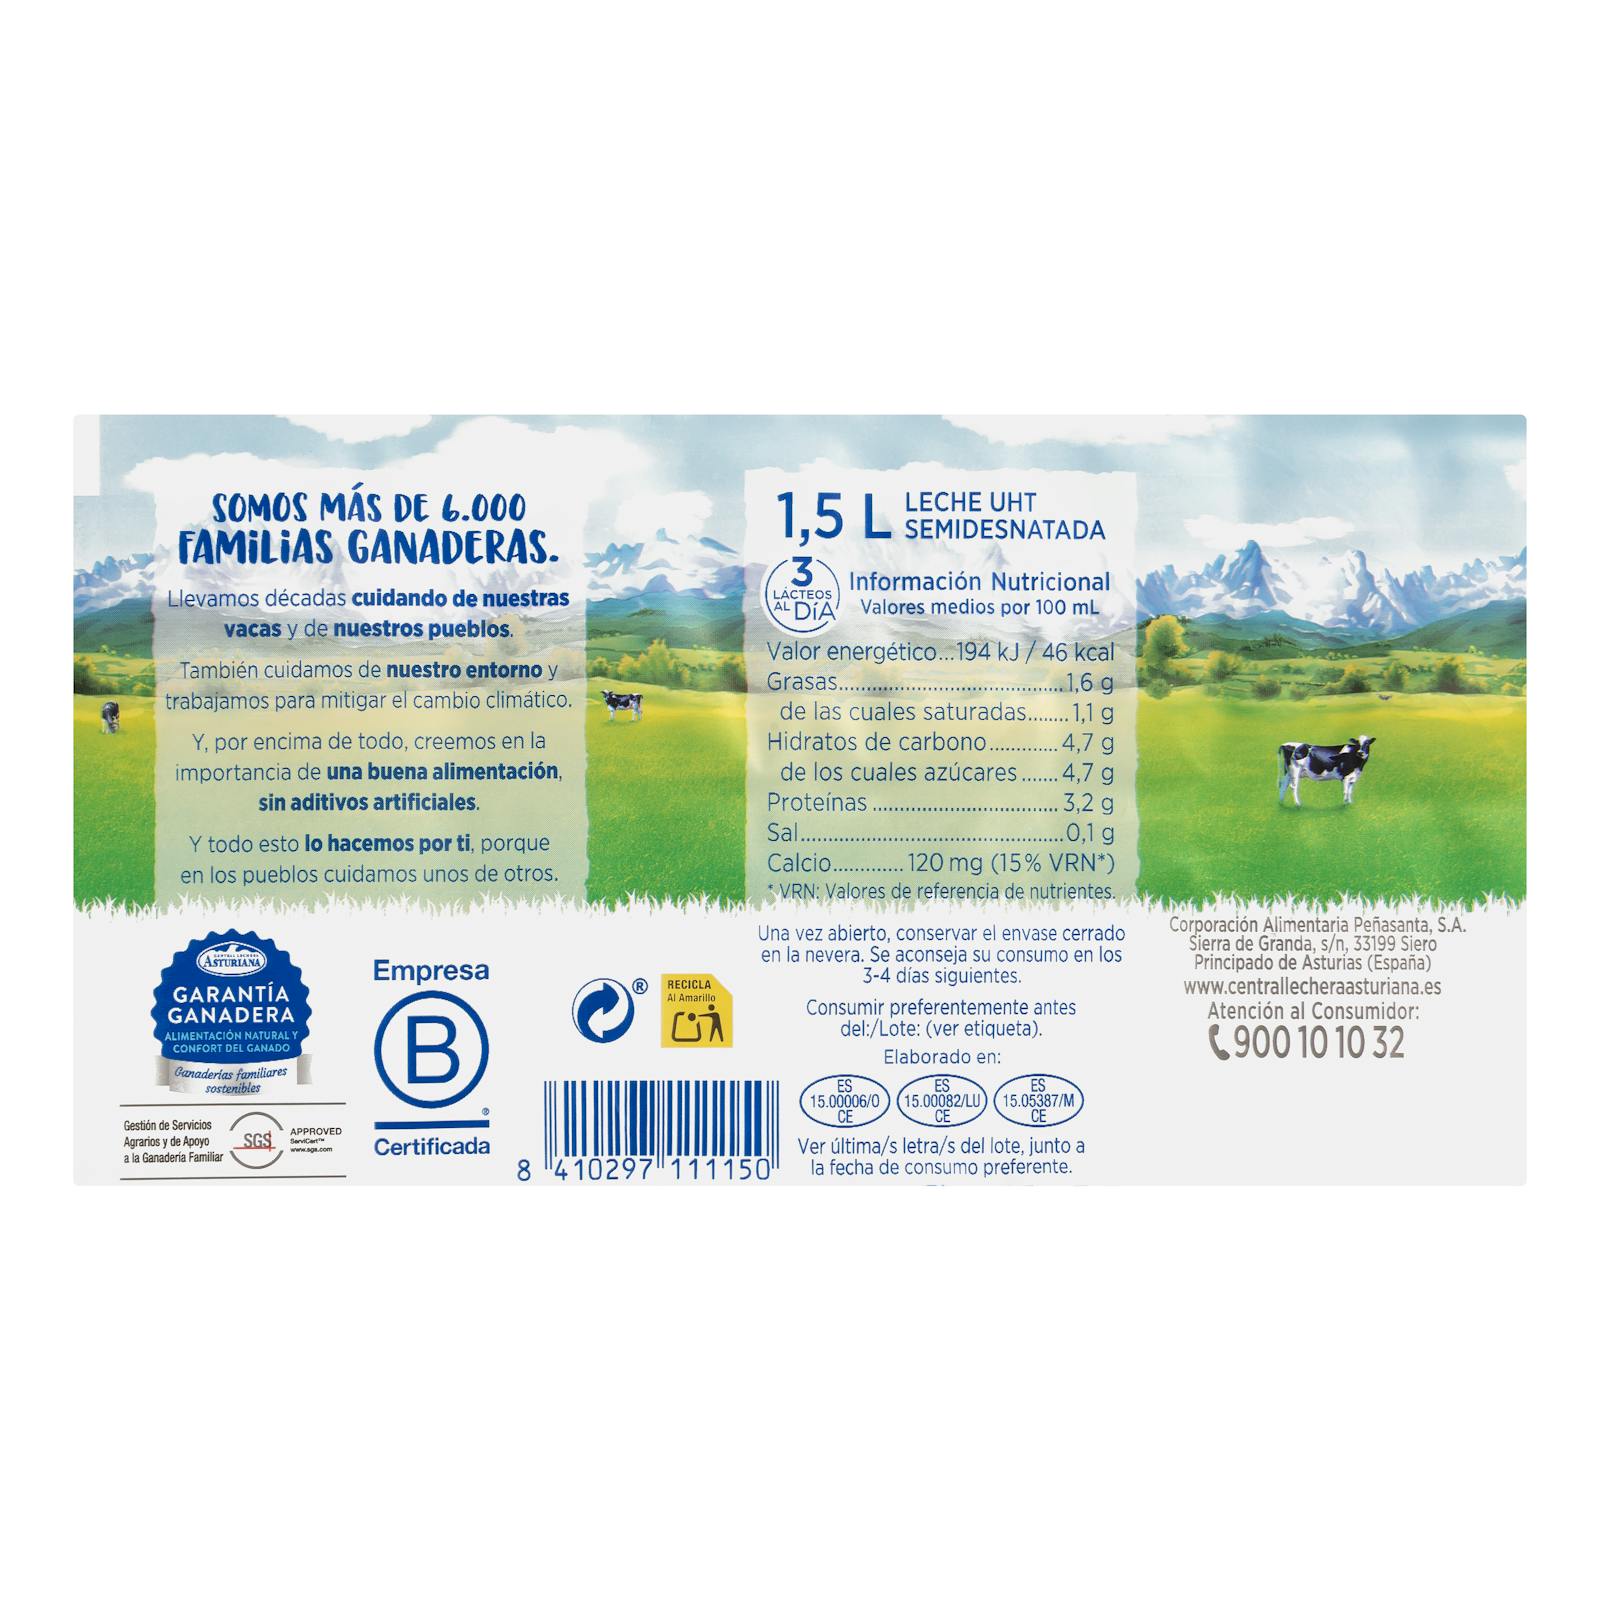 SOMOS MÁS DE 6.000
FAMILIAS GANADERAS.
Llevamos décadas cuidando de nuestras
vacas y de nuestros pueblos.
También cuidamos de nuestro entorno y
trabajamos para mitigar el cambio climático.
Y, por encima de todo, creemos en la
importancia de una buena alimentación,
sin aditivos artificiales.
Y todo esto lo hacemos por ti, porque
en los pueblos cuidamos unos de otros.
CENTRAL LECHERA
ASTURIANA
GARANTÍA
GANADERA
ALIMENTACIÓN NATURAL Y
CONFORT DEL GANADO
Ganaderías familiares
sostenibles
Gestión de Servicios
Agrarios y de Apoyo
a la Ganadería Familiar
SGS
APPROVED
ServiCert™
www.sgs.com
Empresa
B
®
Certificada
®
RECICLA
Al Amarillo
8 410297 111150
1,5 L
LECHE UHT
SEMIDESNATADA
3
LÁCTEOS
AL DÍA
Información Nutricional
Valores medios por 100 mL
Valor energético...194 kJ / 46 kcal
Grasas..................................1,6 g
de las cuales saturadas........1,1 g
Hidratos de carbono............4,7 g
de los cuales azúcares.......4,7 g
Proteínas..............................3,2 g
Sal.......................................0,1 g
Calcio.............120 mg (15% VRN*)
* VRN: Valores de referencia de nutrientes.
Una vez abierto, conservar el envase cerrado
en la nevera. Se aconseja su consumo en los
3-4 días siguientes.
Consumir preferentemente antes
del:/Lote: (ver etiqueta).
Elaborado en:
ES
15.00006/O
CE
ES
15.00082/LU
CE
ES
15.05387/M
CE
Ver última/s letra/s del lote, junto a
la fecha de consumo preferente.
Corporación Alimentaria Peñasanta, S.A.
Sierra de Granda, s/n, 33199 Siero
Principado de Asturias (España)
www.centrallecheraasturiana.es
Atención al Consumidor:
900 10 10 32